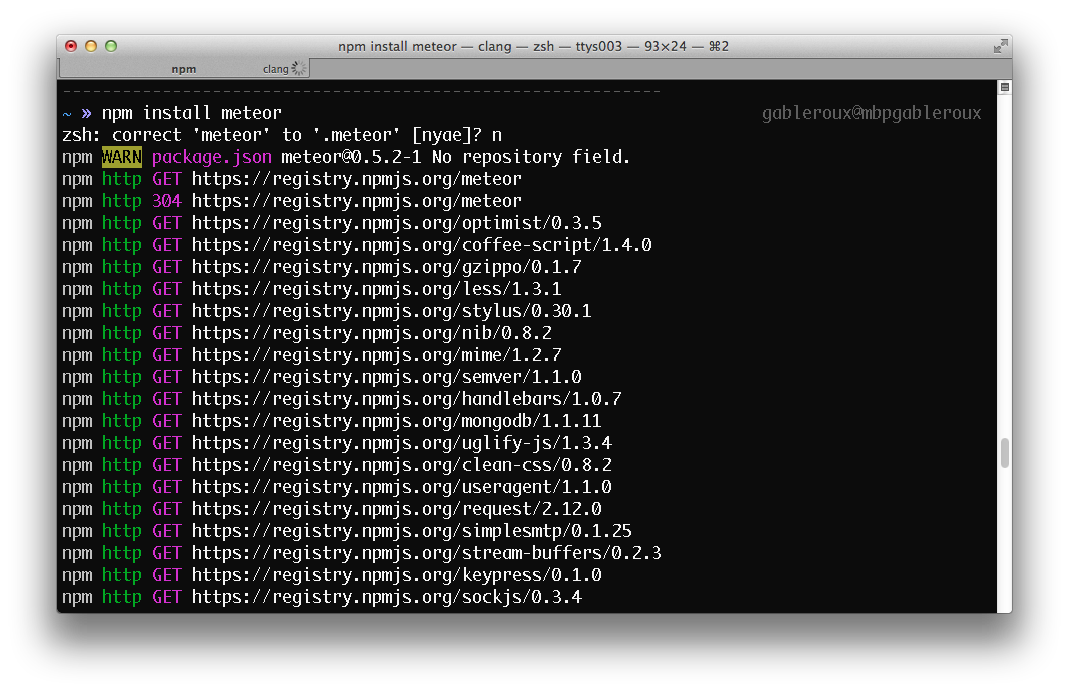 npm install meteor — clang — zsh — ttys003 — 93×24 — ⌘2
npm clang
~ » npm install meteor gableroux@mbpgableroux
zsh: correct 'meteor' to '.meteor' [nyae]? n
npm WARN package.json meteor@0.5.2-1 No repository field.
npm http GET https://registry.npmjs.org/meteor
npm http 304 https://registry.npmjs.org/meteor
npm http GET https://registry.npmjs.org/optimist/0.3.5
npm http GET https://registry.npmjs.org/coffee-script/1.4.0
npm http GET https://registry.npmjs.org/gzippo/0.1.7
npm http GET https://registry.npmjs.org/less/1.3.1
npm http GET https://registry.npmjs.org/stylus/0.30.1
npm http GET https://registry.npmjs.org/nib/0.8.2
npm http GET https://registry.npmjs.org/mime/1.2.7
npm http GET https://registry.npmjs.org/semver/1.1.0
npm http GET https://registry.npmjs.org/handlebars/1.0.7
npm http GET https://registry.npmjs.org/mongodb/1.1.11
npm http GET https://registry.npmjs.org/uglify-js/1.3.4
npm http GET https://registry.npmjs.org/clean-css/0.8.2
npm http GET https://registry.npmjs.org/useragent/1.1.0
npm http GET https://registry.npmjs.org/request/2.12.0
npm http GET https://registry.npmjs.org/simplesmtp/0.1.25
npm http GET https://registry.npmjs.org/stream-buffers/0.2.3
npm http GET https://registry.npmjs.org/keypress/0.1.0
npm http GET https://registry.npmjs.org/sockjs/0.3.4